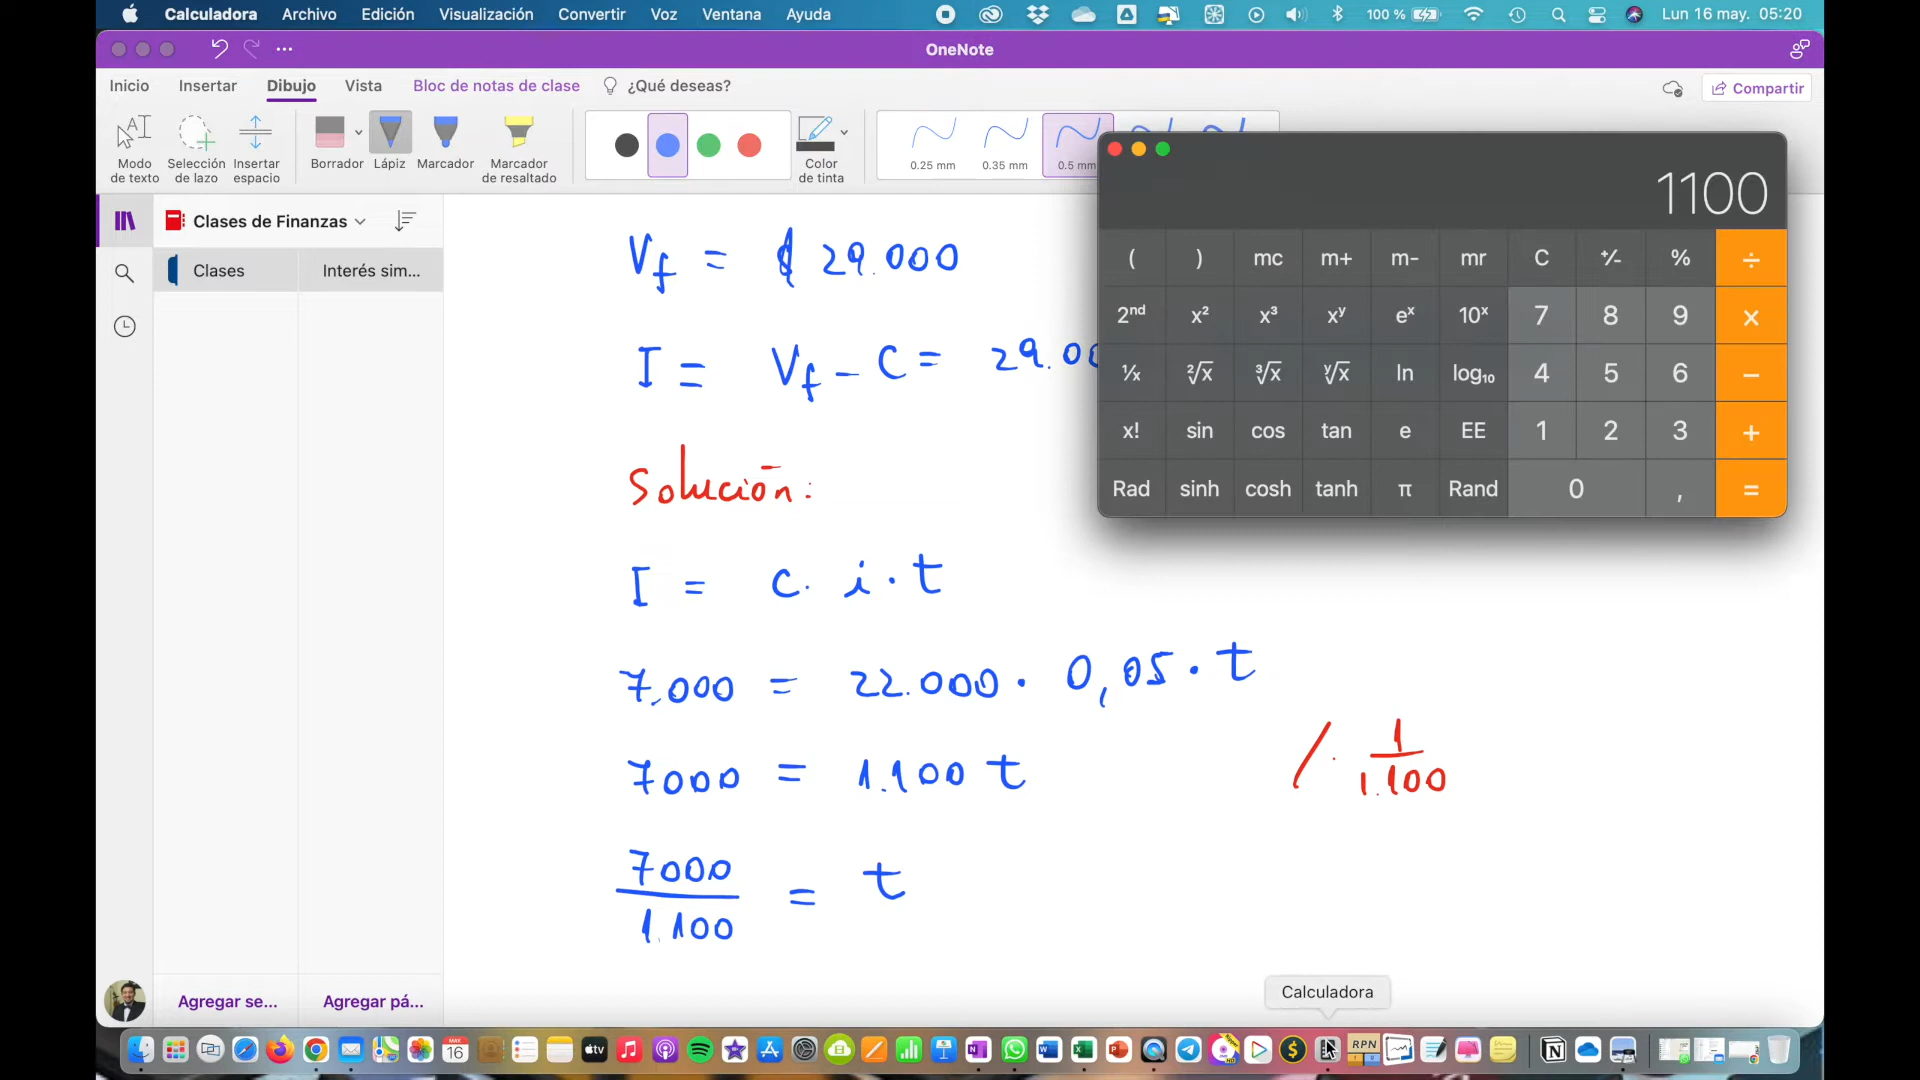 Calculadora Archivo Edición Visualización Convertir Voz Ventana Ayuda 100 % Lun 16 may. 05:20
OneNote
Inicio Insertar Dibujo Vista Bloc de notas de clase ¿Qué deseas? Compartir
Modo de texto
Selección de lazo
Insertar espacio
Borrador
Lápiz
Marcador
Marcador de resaltado
Color de tinta
0.25 mm
0.35 mm
0.5 mm
Clases de Finanzas
Clases
Interés sim...
1100
( ) mc m+ m- mr C +/- % ÷
2nd x² x³ xʸ eˣ 10ˣ 7 8 9 ×
1/x ²√x ³√x ʸ√x ln log₁₀ 4 5 6 −
x! sin cos tan e EE 1 2 3 +
Rad sinh cosh tanh π Rand 0 , =
Vf = $ 29.000
I = Vf - C = 29.00
Solución:
I = c. i . t
7.000 = 22.000 . 0,05 . t
7000 = 1.100 t / . 1/1.100
7000/1.100 = t
Agregar se... Agregar pá...
Calculadora
MAY 16
tv
RPN